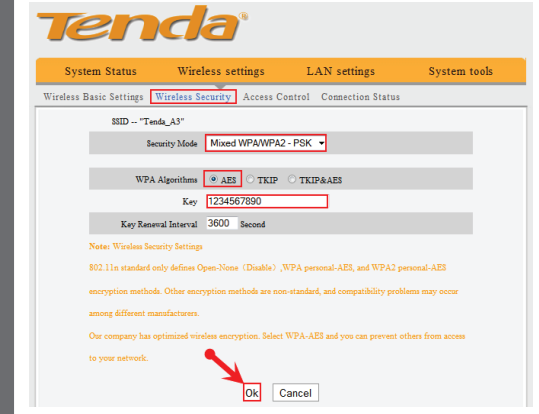 Tenda®
System Status Wireless settings LAN settings System tools
Wireless Basic Settings Wireless Security Access Control Connection Status
SSID -- "Tenda_A3"
Security Mode Mixed WPA/WPA2 - PSK
WPA Algorithms AES TKIP TKIP&AES
Key 1234567890
Key Renewal Interval 3600 Second
Note: Wireless Security Settings
802.11n standard only defines Open-None（Disable）,WPA personal-AES, and WPA2 personal-AES
encryption methods. Other encryption methods are non-standard, and compatibility problems may occur
among different manufacturers.
Our company has optimized wireless encryption. Select WPA-AES and you can prevent others from access
to your network.
Ok Cancel